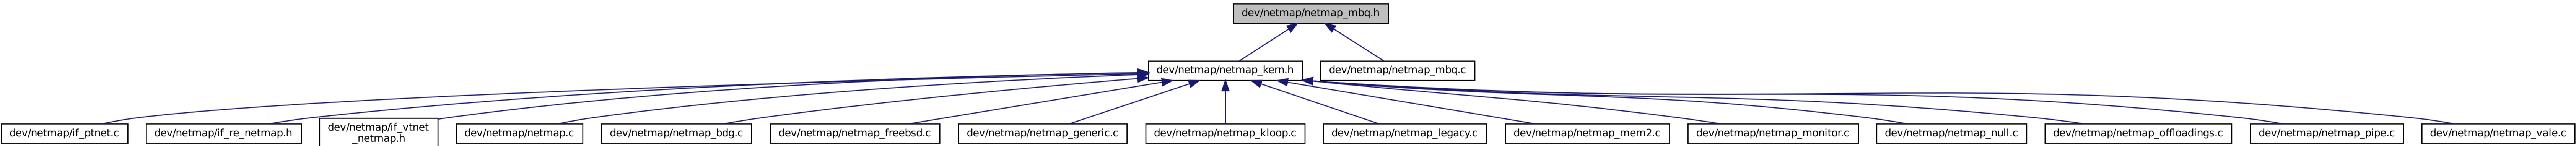 dev/netmap/netmap_mbq.h
dev/netmap/netmap_kern.h
dev/netmap/netmap_mbq.c
dev/netmap/if_ptnet.c
dev/netmap/if_re_netmap.h
dev/netmap/if_vtnet
_netmap.h
dev/netmap/netmap.c
dev/netmap/netmap_bdg.c
dev/netmap/netmap_freebsd.c
dev/netmap/netmap_generic.c
dev/netmap/netmap_kloop.c
dev/netmap/netmap_legacy.c
dev/netmap/netmap_mem2.c
dev/netmap/netmap_monitor.c
dev/netmap/netmap_null.c
dev/netmap/netmap_offloadings.c
dev/netmap/netmap_pipe.c
dev/netmap/netmap_vale.c